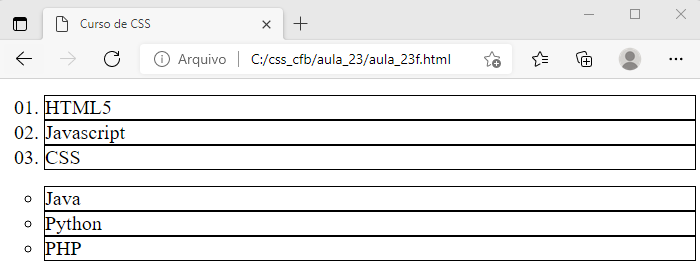 Curso de CSS
Arquivo C:/css_cfb/aula_23/aula_23f.html
01. HTML5
02. Javascript
03. CSS
Java
Python
PHP